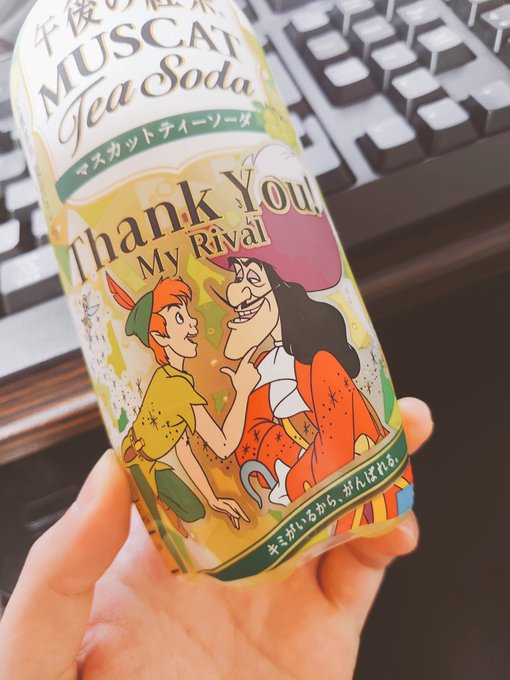 午後の紅茶
MUSCAT
Tea Soda
マスカットティーソーダ
Thank You!
My Rival
キミがいるから、がんばれる。